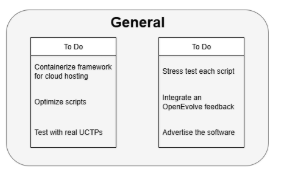 General
To Do
Containerize framework
for cloud hosting
Optimize scripts
Test with real UCTPs
To Do
Stress test each script
Integrate an
OpenEvolve feedback
Advertise the software